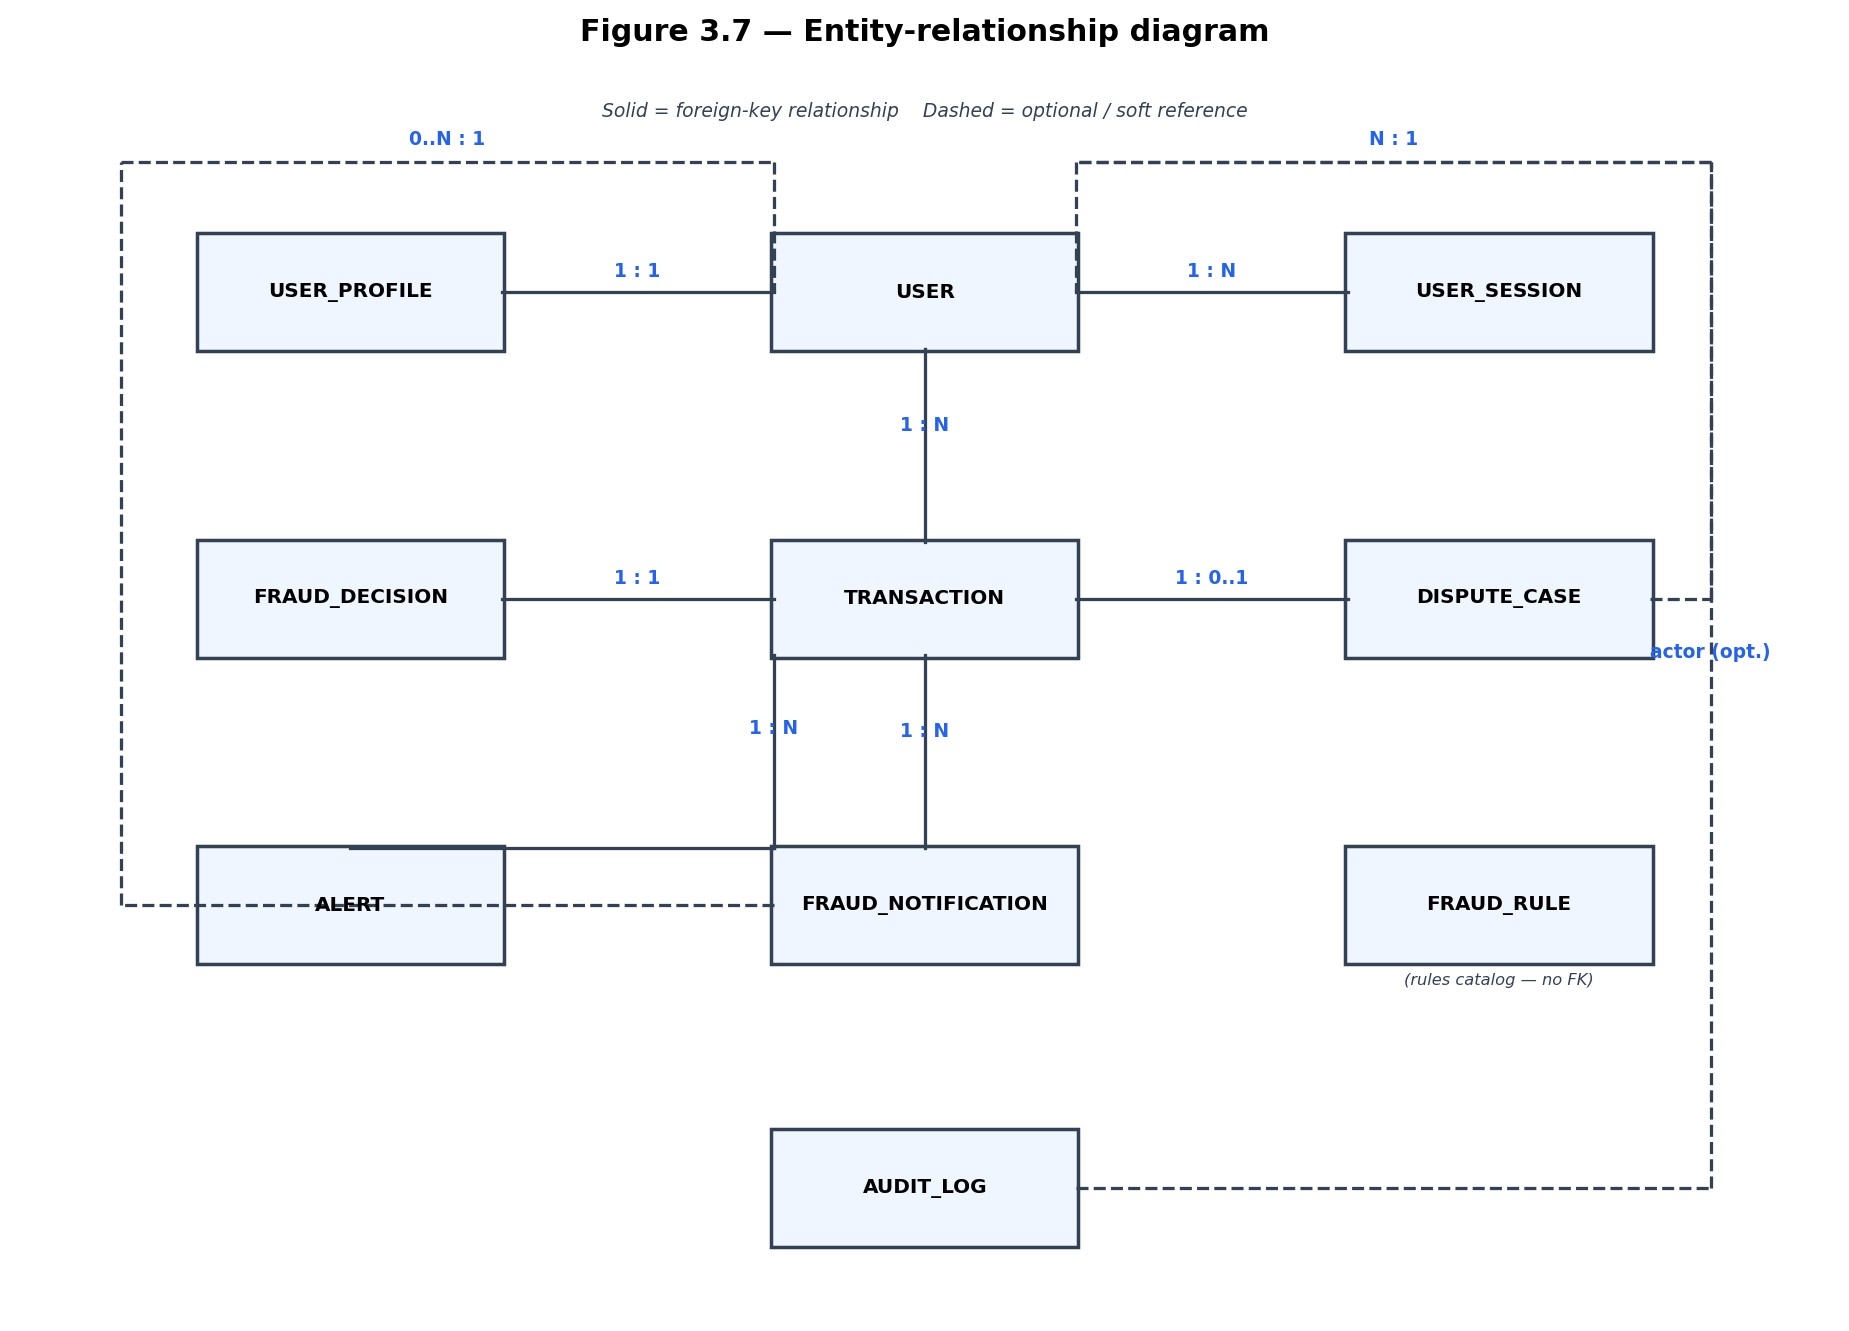 Figure 3.7 — Entity-relationship diagram
Solid = foreign-key relationship    Dashed = optional / soft reference
0..N : 1
N : 1
USER_PROFILE
1 : 1
USER
1 : N
USER_SESSION
1 : N
FRAUD_DECISION
1 : 1
TRANSACTION
1 : 0..1
DISPUTE_CASE
actor (opt.)
1 : N
1 : N
ALERT
FRAUD_NOTIFICATION
FRAUD_RULE
(rules catalog — no FK)
AUDIT_LOG